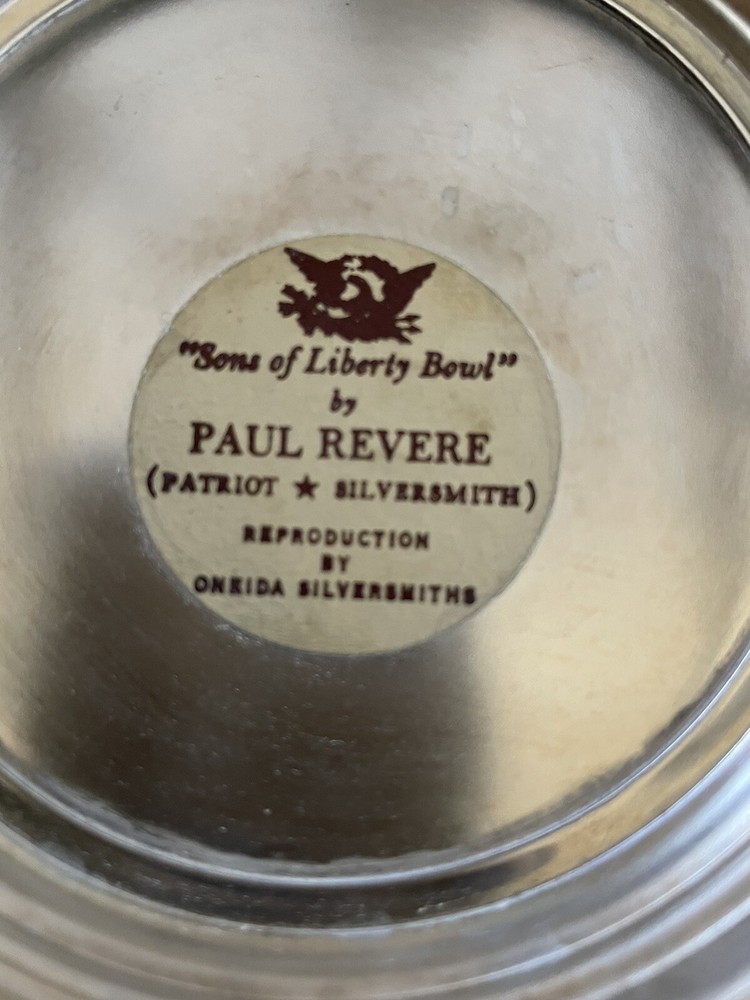 "Sons of Liberty Bowl"
by
PAUL REVERE
(PATRIOT ★ SILVERSMITH)
REPRODUCTION
BY
ONEIDA SILVERSMITHS